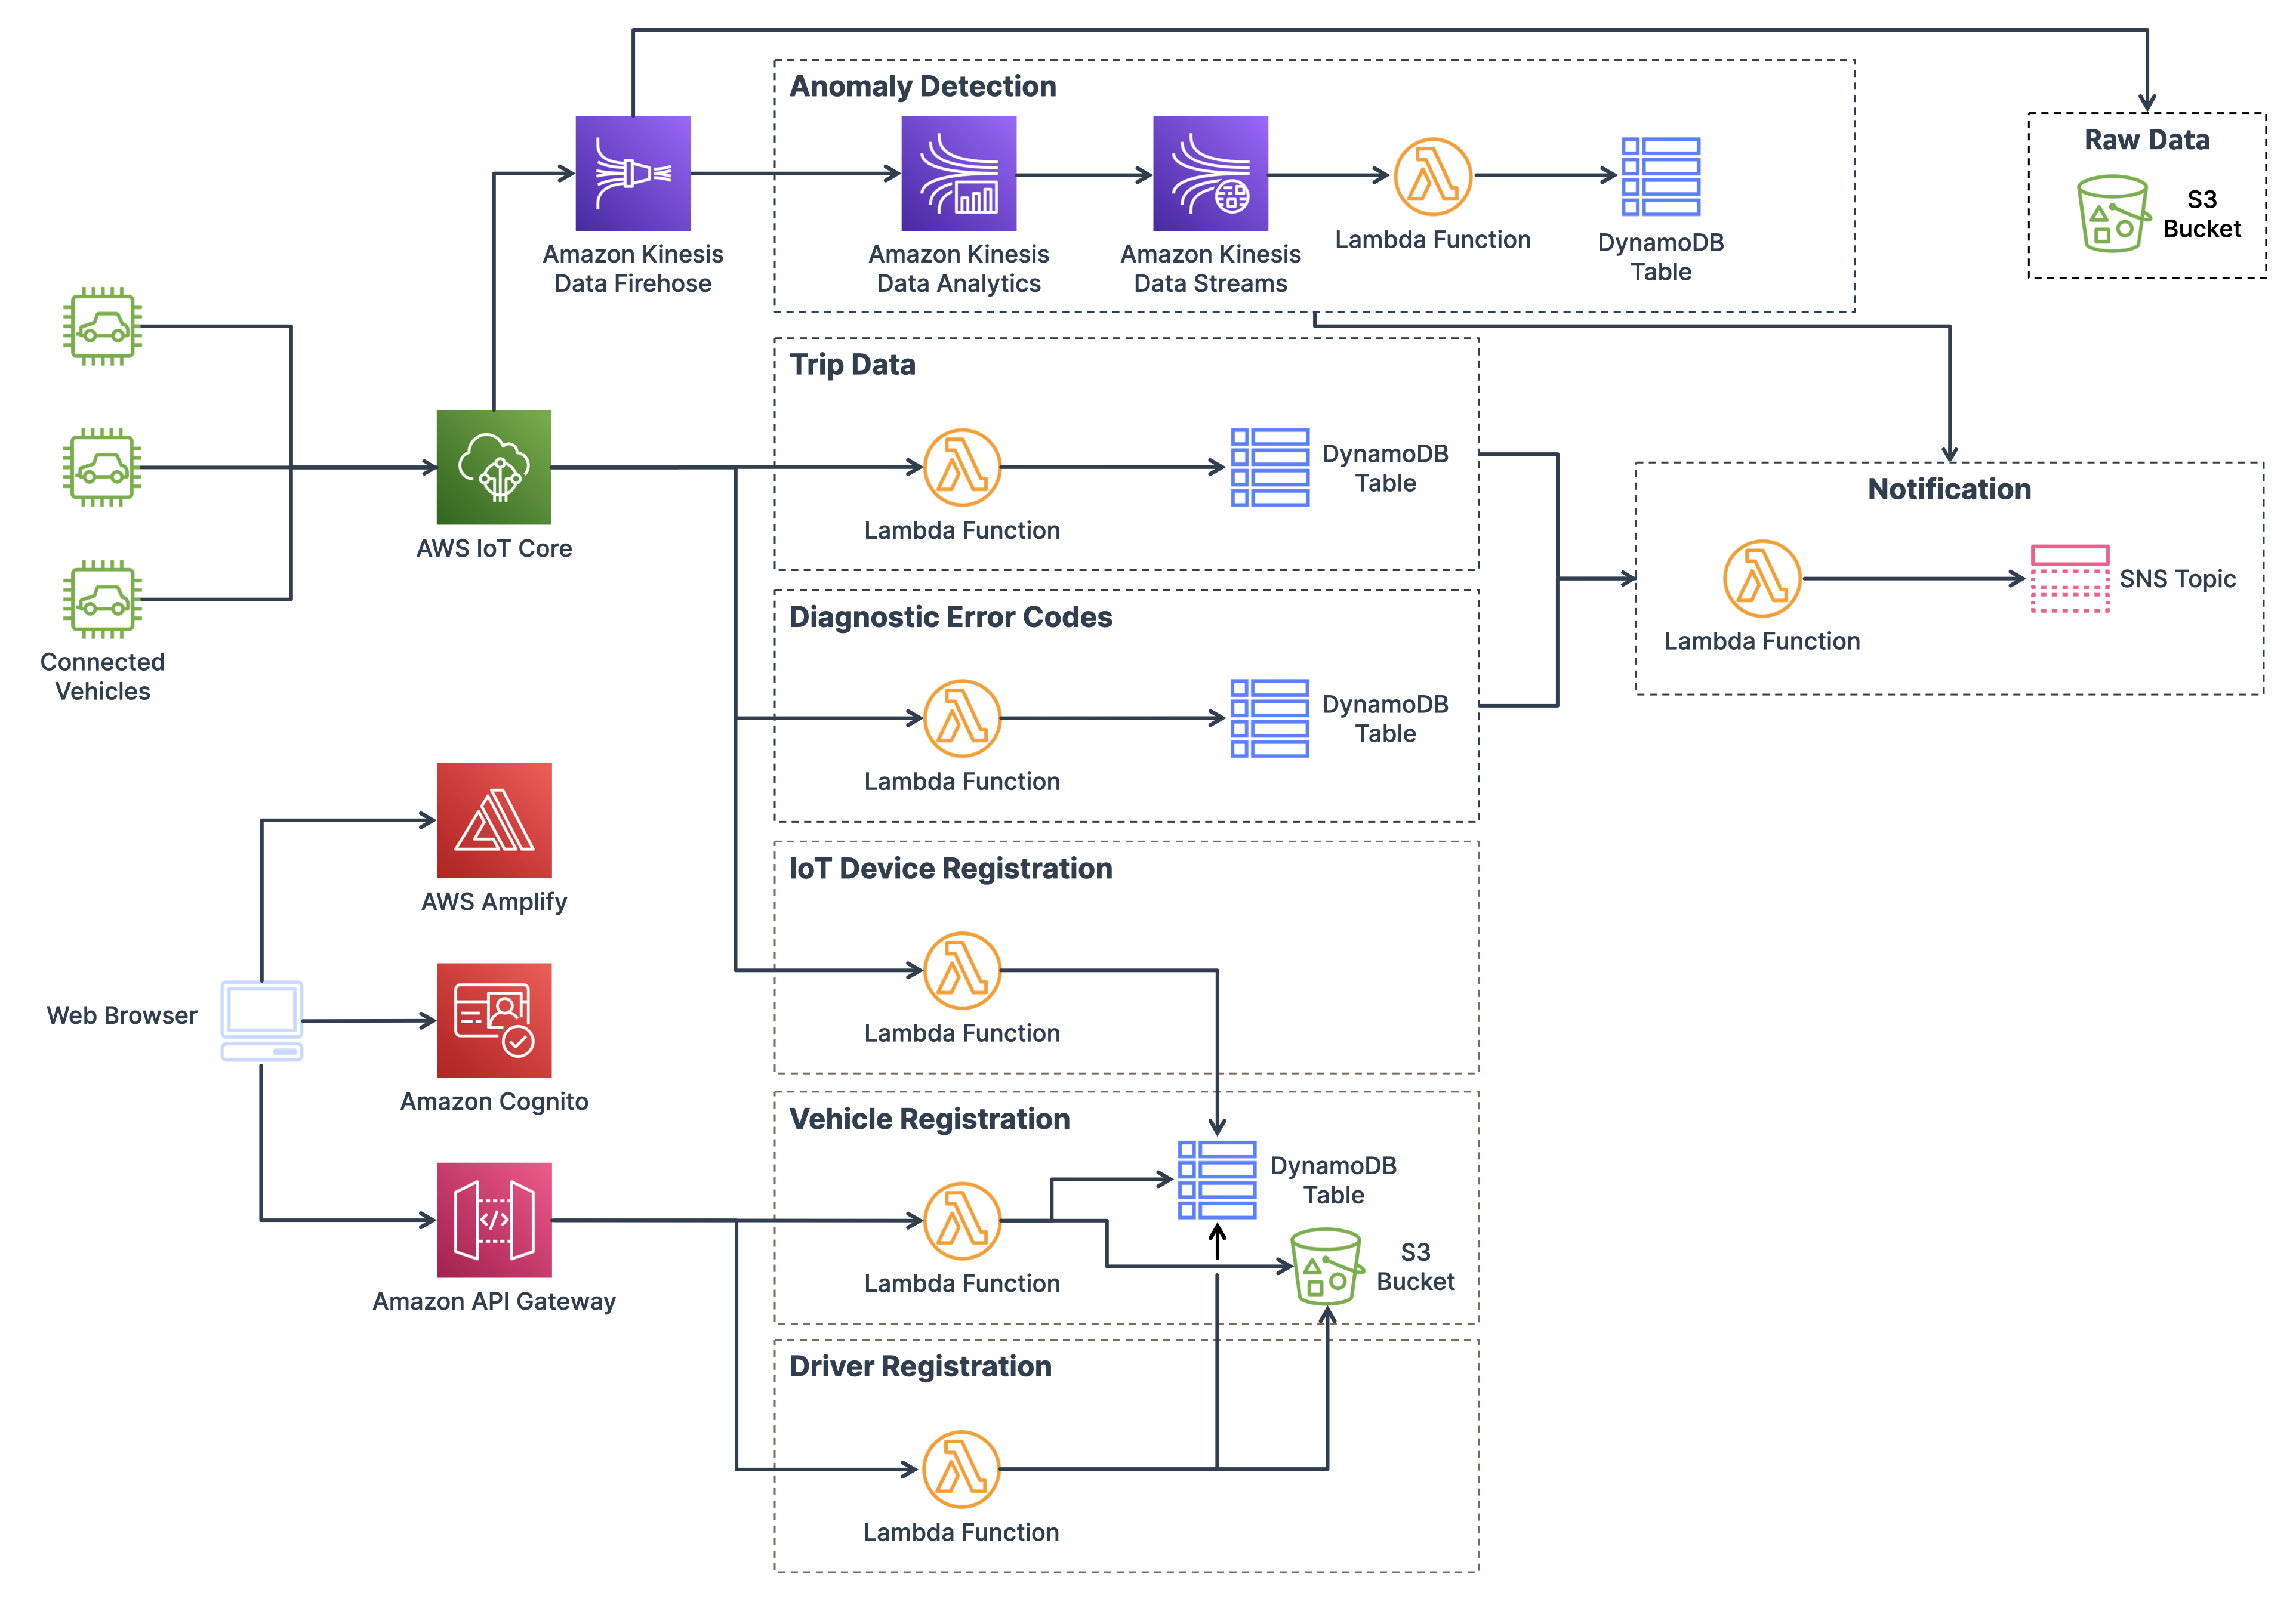 Anomaly Detection
Amazon Kinesis
Data Firehose
Amazon Kinesis
Data Analytics
Amazon Kinesis
Data Streams
Lambda Function
DynamoDB
Table
Raw Data
S3
Bucket
Connected
Vehicles
AWS IoT Core
Trip Data
Lambda Function
DynamoDB
Table
Diagnostic Error Codes
Lambda Function
DynamoDB
Table
Notification
Lambda Function
SNS Topic
IoT Device Registration
Lambda Function
Web Browser
AWS Amplify
Amazon Cognito
Amazon API Gateway
Vehicle Registration
Lambda Function
DynamoDB
Table
S3
Bucket
Driver Registration
Lambda Function